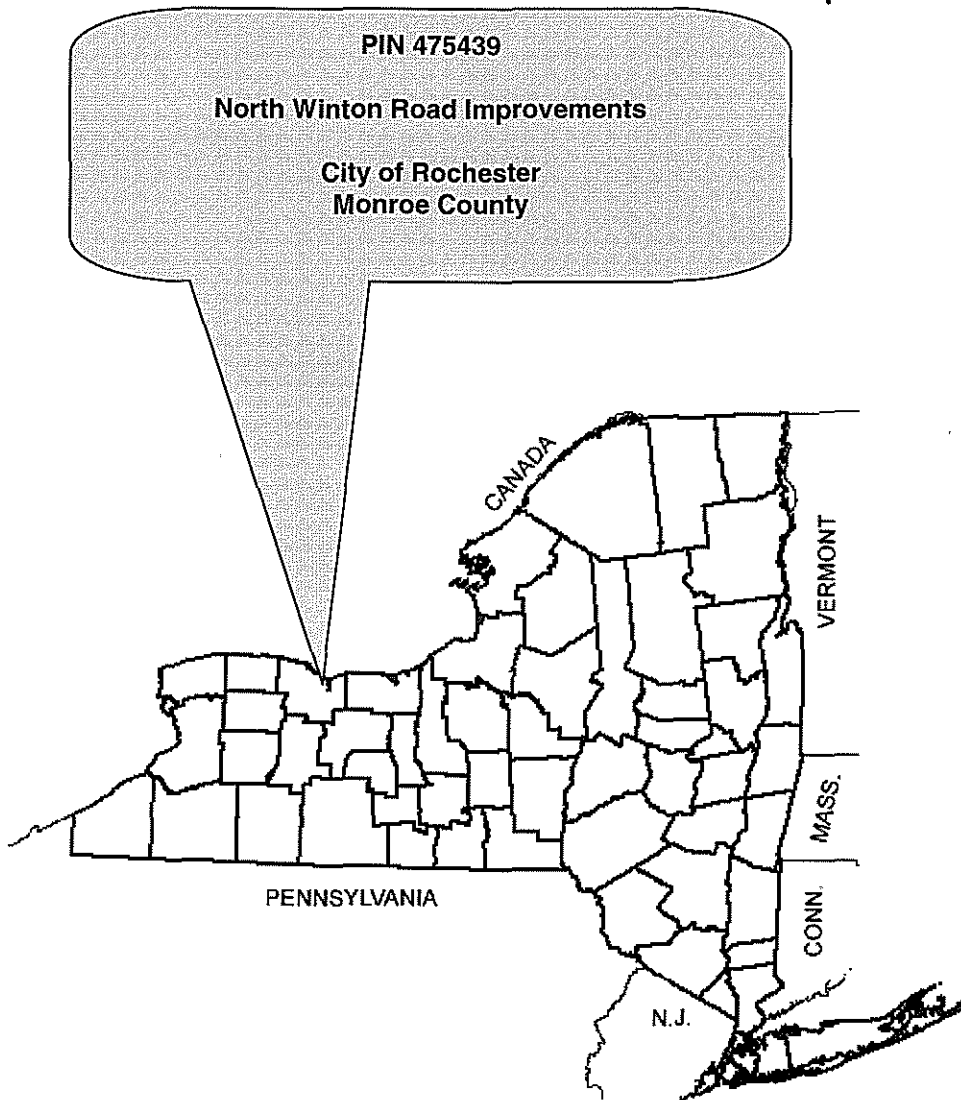 PIN 475439
North Winton Road Improvements
City of Rochester
Monroe County
CANADA
VERMONT
MASS.
PENNSYLVANIA
CONN.
N.J.